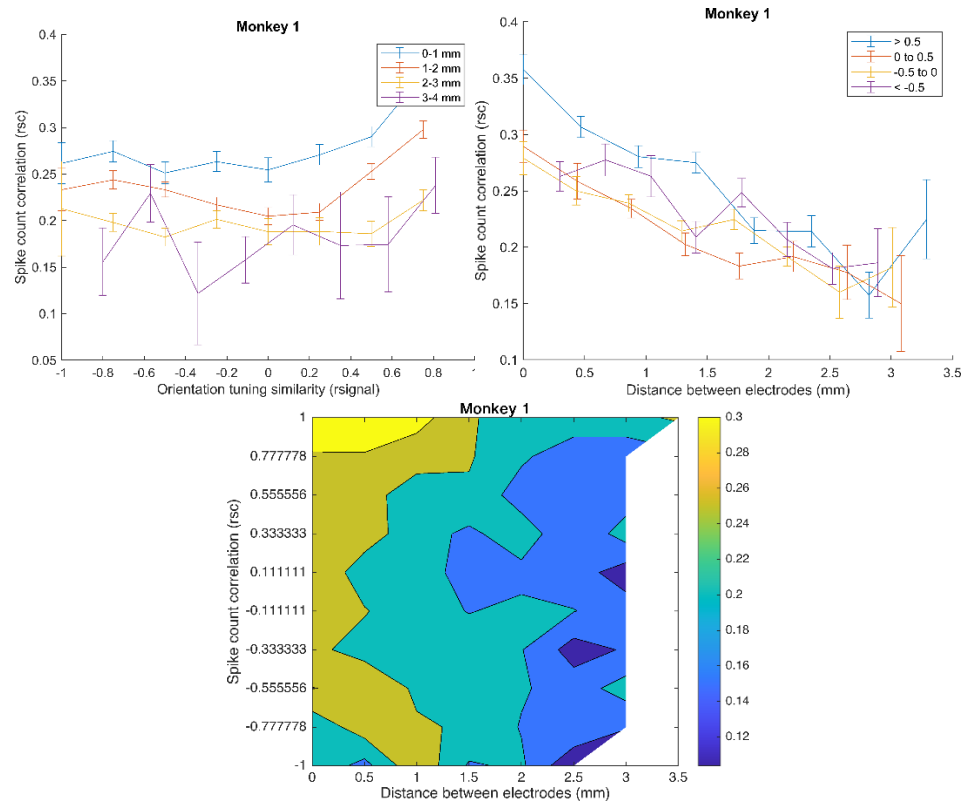 Monkey 1
0.4
0.35
0.3
0.25
0.2
0.15
0.1
0.05
Spike count correlation (rsc)
0-1 mm
1-2 mm
2-3 mm
3-4 mm
-1 -0.8 -0.6 -0.4 -0.2 0 0.2 0.4 0.6 0.8 1
Orientation tuning similarity (rsignal)
Monkey 1
0.4
0.35
0.3
0.25
0.2
0.15
0.1
Spike count correlation (rsc)
> 0.5
0 to 0.5
-0.5 to 0
< -0.5
0 0.5 1 1.5 2 2.5 3 3.5
Distance between electrodes (mm)
Monkey 1
1
0.777778
0.555556
0.333333
0.111111
-0.111111
-0.333333
-0.555556
-0.777778
-1
Spike count correlation (rsc)
0 0.5 1 1.5 2 2.5 3 3.5
Distance between electrodes (mm)
0.3
0.28
0.26
0.24
0.22
0.2
0.18
0.16
0.14
0.12